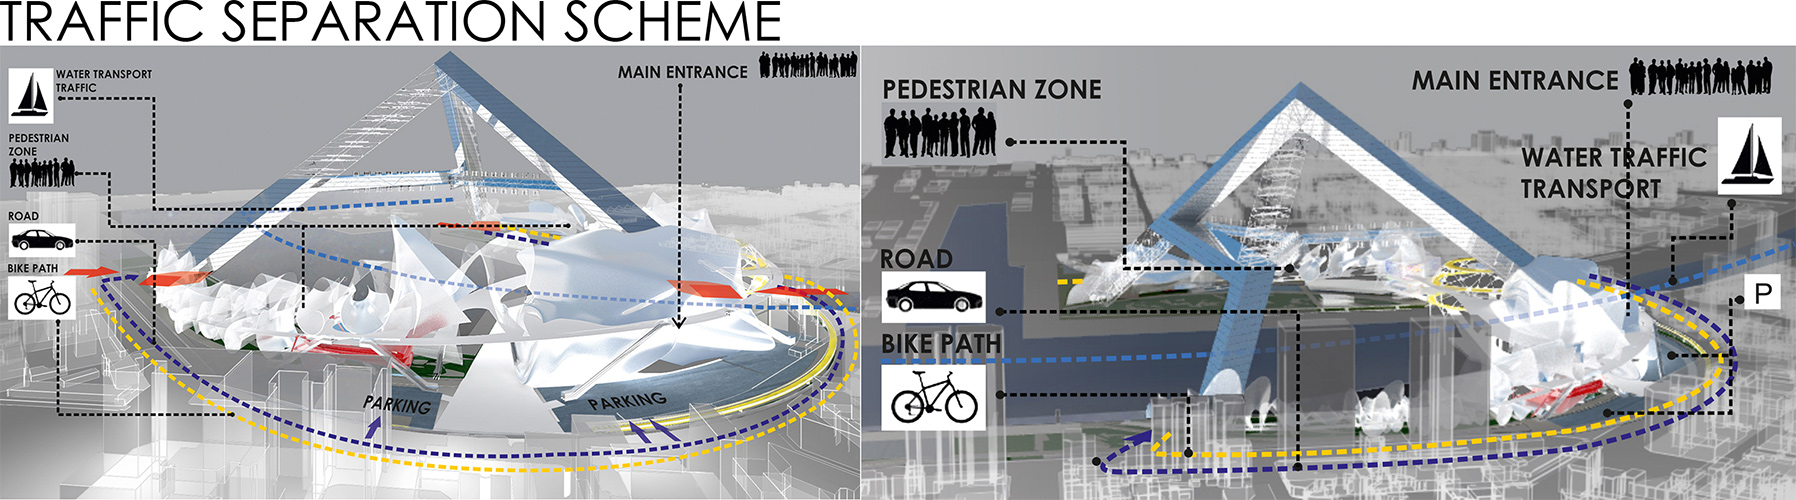 TRAFFIC SEPARATION SCHEME
WATER TRANSPORT
TRAFFIC
PEDESTRIAN
ZONE
ROAD
BIKE PATH
MAIN ENTRANCE
PARKING
PARKING
PEDESTRIAN ZONE
ROAD
BIKE PATH
MAIN ENTRANCE
WATER TRAFFIC
TRANSPORT
P